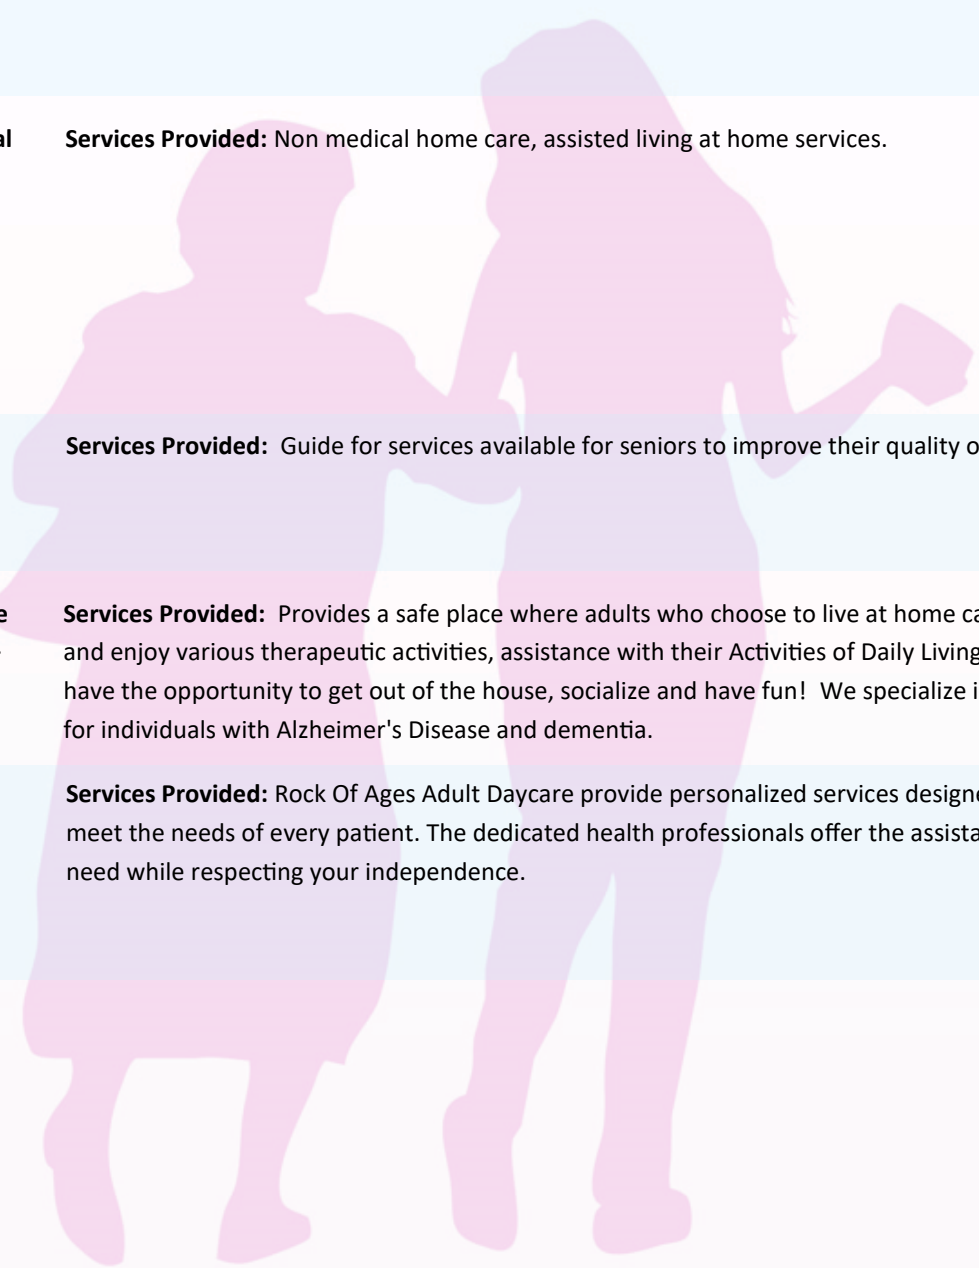 al Services Provided: Non medical home care, assisted living at home services.
Services Provided: Guide for services available for seniors to improve their quality o
e Services Provided: Provides a safe place where adults who choose to live at home ca
and enjoy various therapeutic activities, assistance with their Activities of Daily Living
have the opportunity to get out of the house, socialize and have fun! We specialize i
for individuals with Alzheimer's Disease and dementia.
Services Provided: Rock Of Ages Adult Daycare provide personalized services designe
meet the needs of every patient. The dedicated health professionals offer the assista
need while respecting your independence.